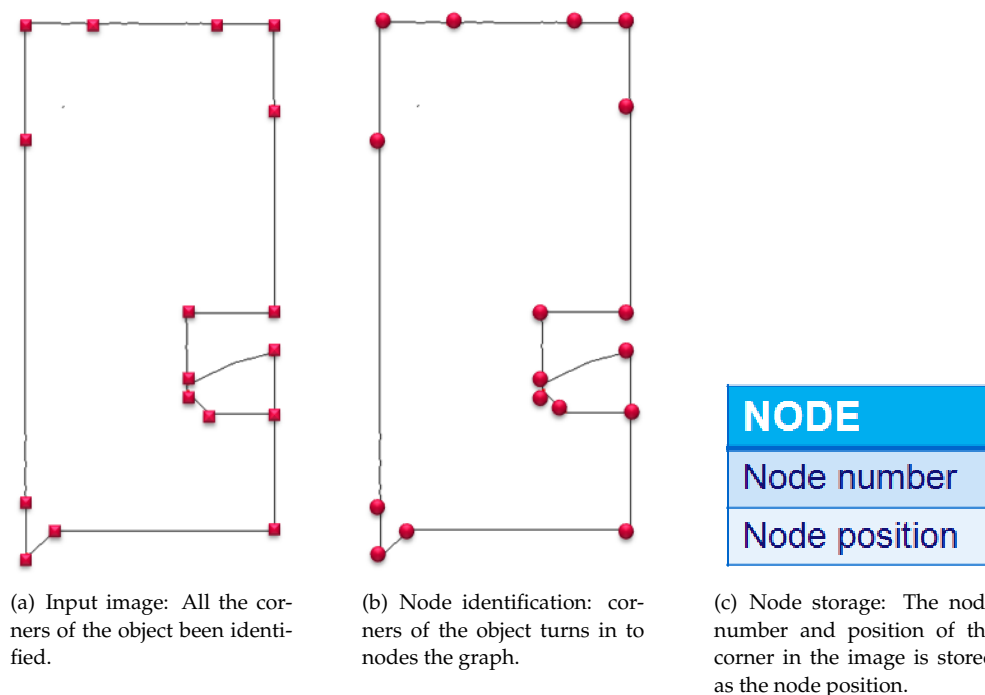 NODE
Node number
Node position
(a) Input image: All the cor-
ners of the object been identi-
fied.
(b) Node identification: cor-
ners of the object turns in to
nodes the graph.
(c) Node storage: The nod
number and position of th
corner in the image is store
as the node position.